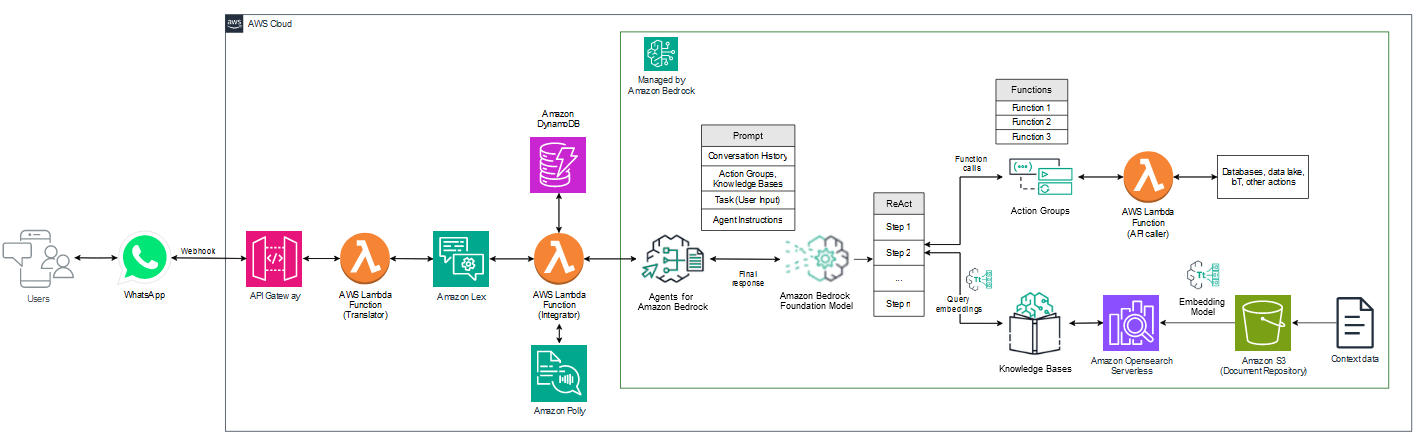 aws
AWS Cloud
Managed by
Amazon Bedrock
Users
WhatsApp
Webhook
API Gateway
AWS Lambda
Function
(Translator)
Amazon Lex
Amazon
DynamoDB
AWS Lambda
Function
(Integrator)
Amazon Polly
Prompt
Conversation History
Action Groups,
Knowledge Bases
Task (User Input)
Agent Instructions
Agents for
Amazon Bedrock
Final
response
Amazon Bedrock
Foundation Model
ReAct
Step 1
Step 2
...
Step n
Function
calls
Functions
Function 1
Function 2
Function 3
Action Groups
AWS Lambda
Function
(API caller)
Databases, data lake,
IoT, other actions
Query
embeddings
Tt
Knowledge Bases
Amazon Opensearch
Serverless
Tt
Embedding
Model
Amazon S3
(Document Repository)
Context data